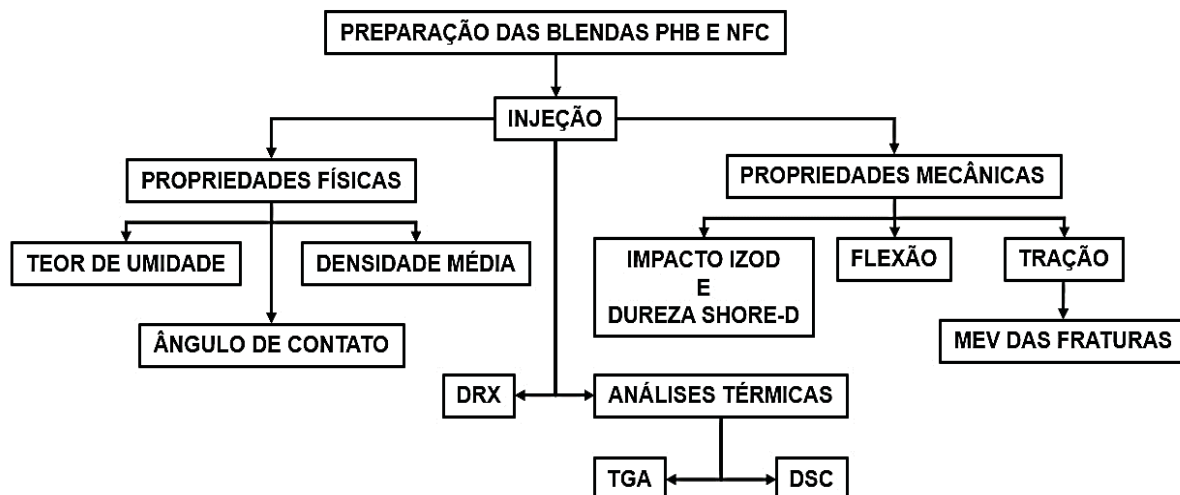 PREPARAÇÃO DAS BLENDAS PHB E NFC
INJEÇÃO
PROPRIEDADES FÍSICAS
PROPRIEDADES MECÂNICAS
TEOR DE UMIDADE
DENSIDADE MÉDIA
ÂNGULO DE CONTATO
IMPACTO IZOD
E
DUREZA SHORE-D
FLEXÃO
TRAÇÃO
MEV DAS FRATURAS
DRX
ANÁLISES TÉRMICAS
TGA
DSC